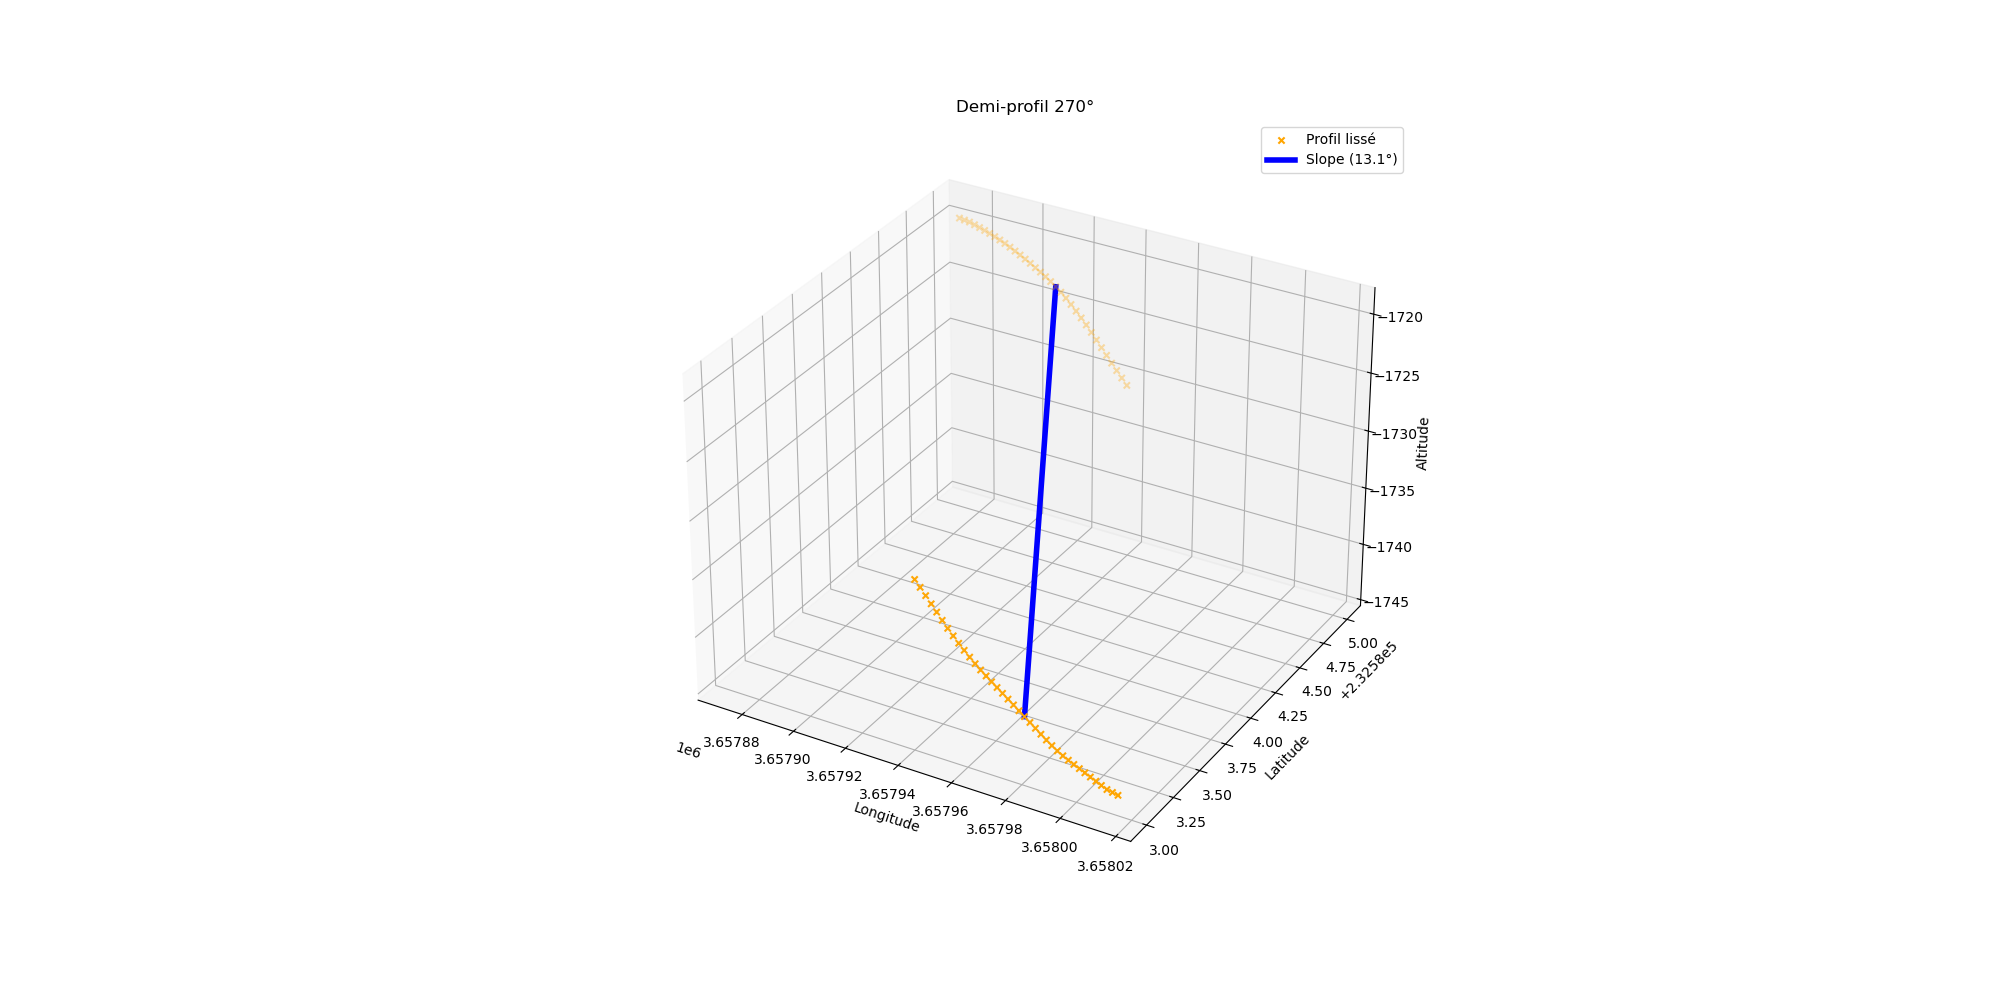 Demi-profil 270°
Profil lissé
Slope (13.1°)
−1720
−1725
−1730
−1735
−1740
−1745
Altitude
5.00
4.75
4.50
4.25
4.00
3.75
3.50
3.25
3.00
+2.3258e5
Latitude
1e6
3.65788
3.65790
3.65792
3.65794
3.65796
3.65798
3.65800
3.65802
Longitude